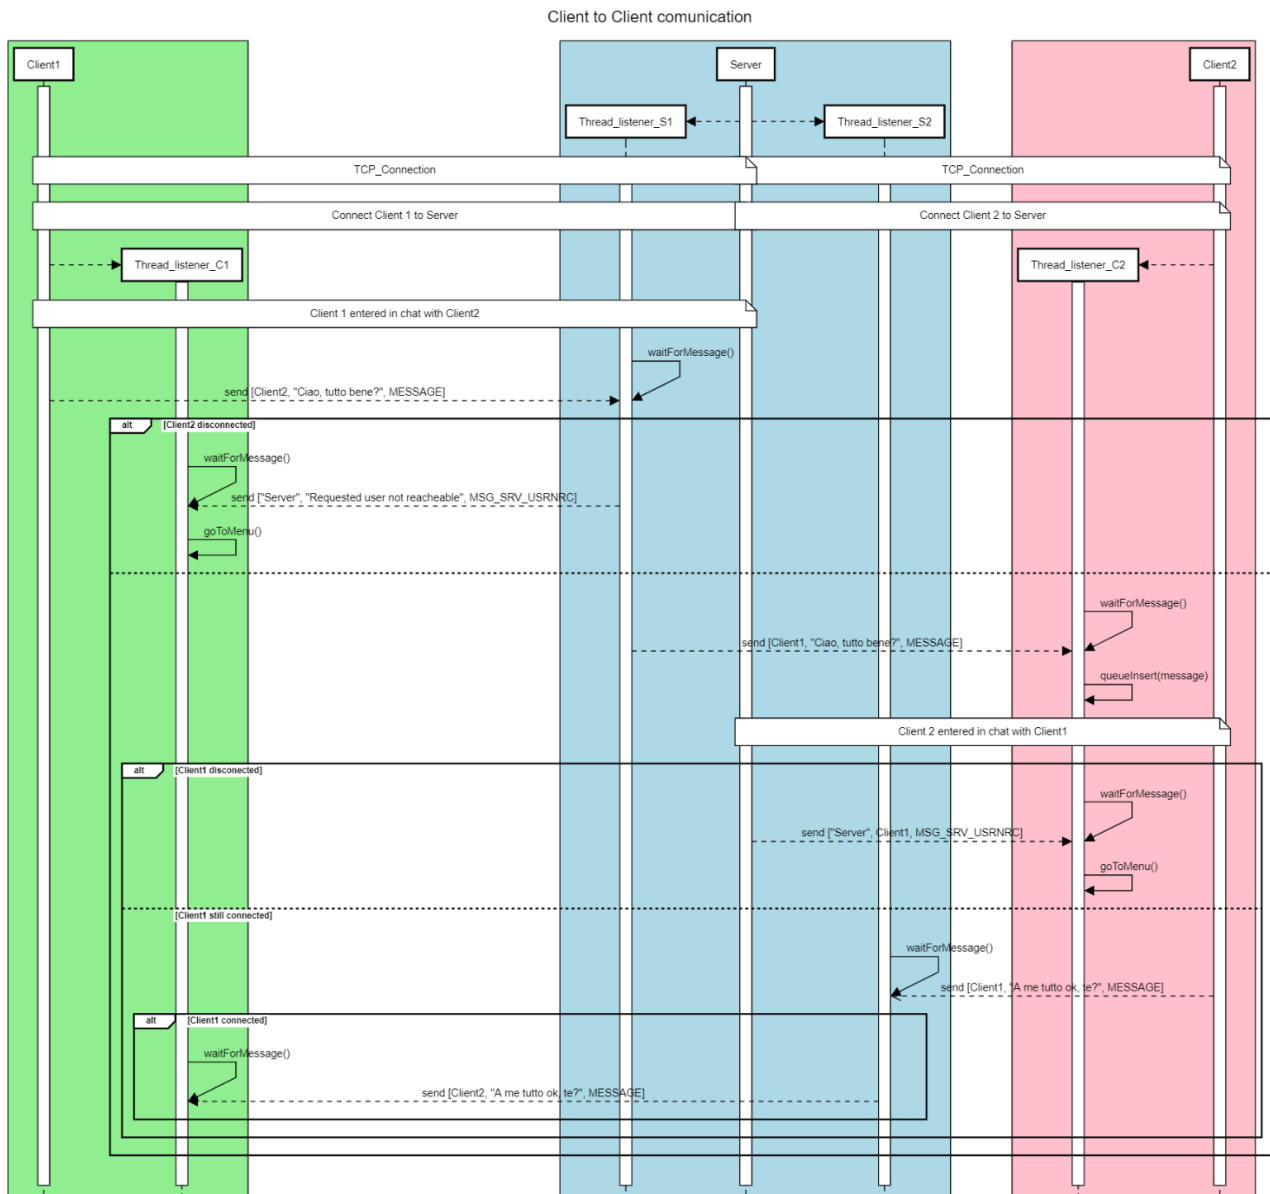 Client to Client comunication
Client1
Server
Client2
Thread_listener_S1
Thread_listener_S2
TCP_Connection
TCP_Connection
Connect Client 1 to Server
Connect Client 2 to Server
Thread_listener_C1
Thread_listener_C2
Client 1 entered in chat with Client2
waitForMessage()
send [Client2, "Ciao, tutto bene?", MESSAGE]
alt
[Client2 disconnected]
waitForMessage()
send ["Server", "Requested user not reacheable", MSG_SRV_USRNRC]
goToMenu()
waitForMessage()
send [Client1, "Ciao, tutto bene?", MESSAGE]
queueInsert(message)
Client 2 entered in chat with Client1
alt
[Client1 disconected]
waitForMessage()
send ["Server", Client1, MSG_SRV_USRNRC]
goToMenu()
[Client1 still connected]
waitForMessage()
send [Client1, "A me tutto ok, te?", MESSAGE]
alt
[Client1 connected]
waitForMessage()
send [Client2, "A me tutto ok, te?", MESSAGE]